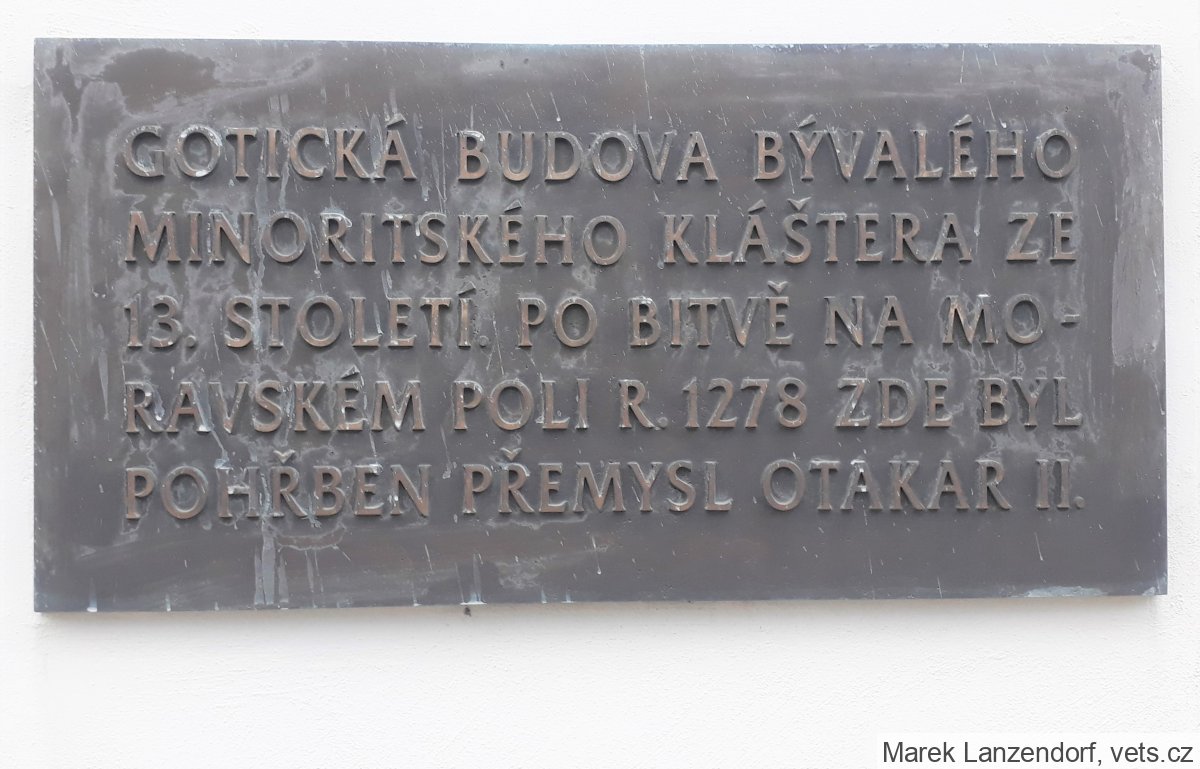 GOTICKÁ BUDOVA BÝVALÉHO
MINORITSKÉHO KLÁŠTERA ZE
13. STOLETÍ. PO BITVĚ NA MO-
RAVSKÉM POLI R. 1278 ZDE BYL
POHŘBEN PŘEMYSL OTAKAR II.
Marek Lanzendorf, vets.cz